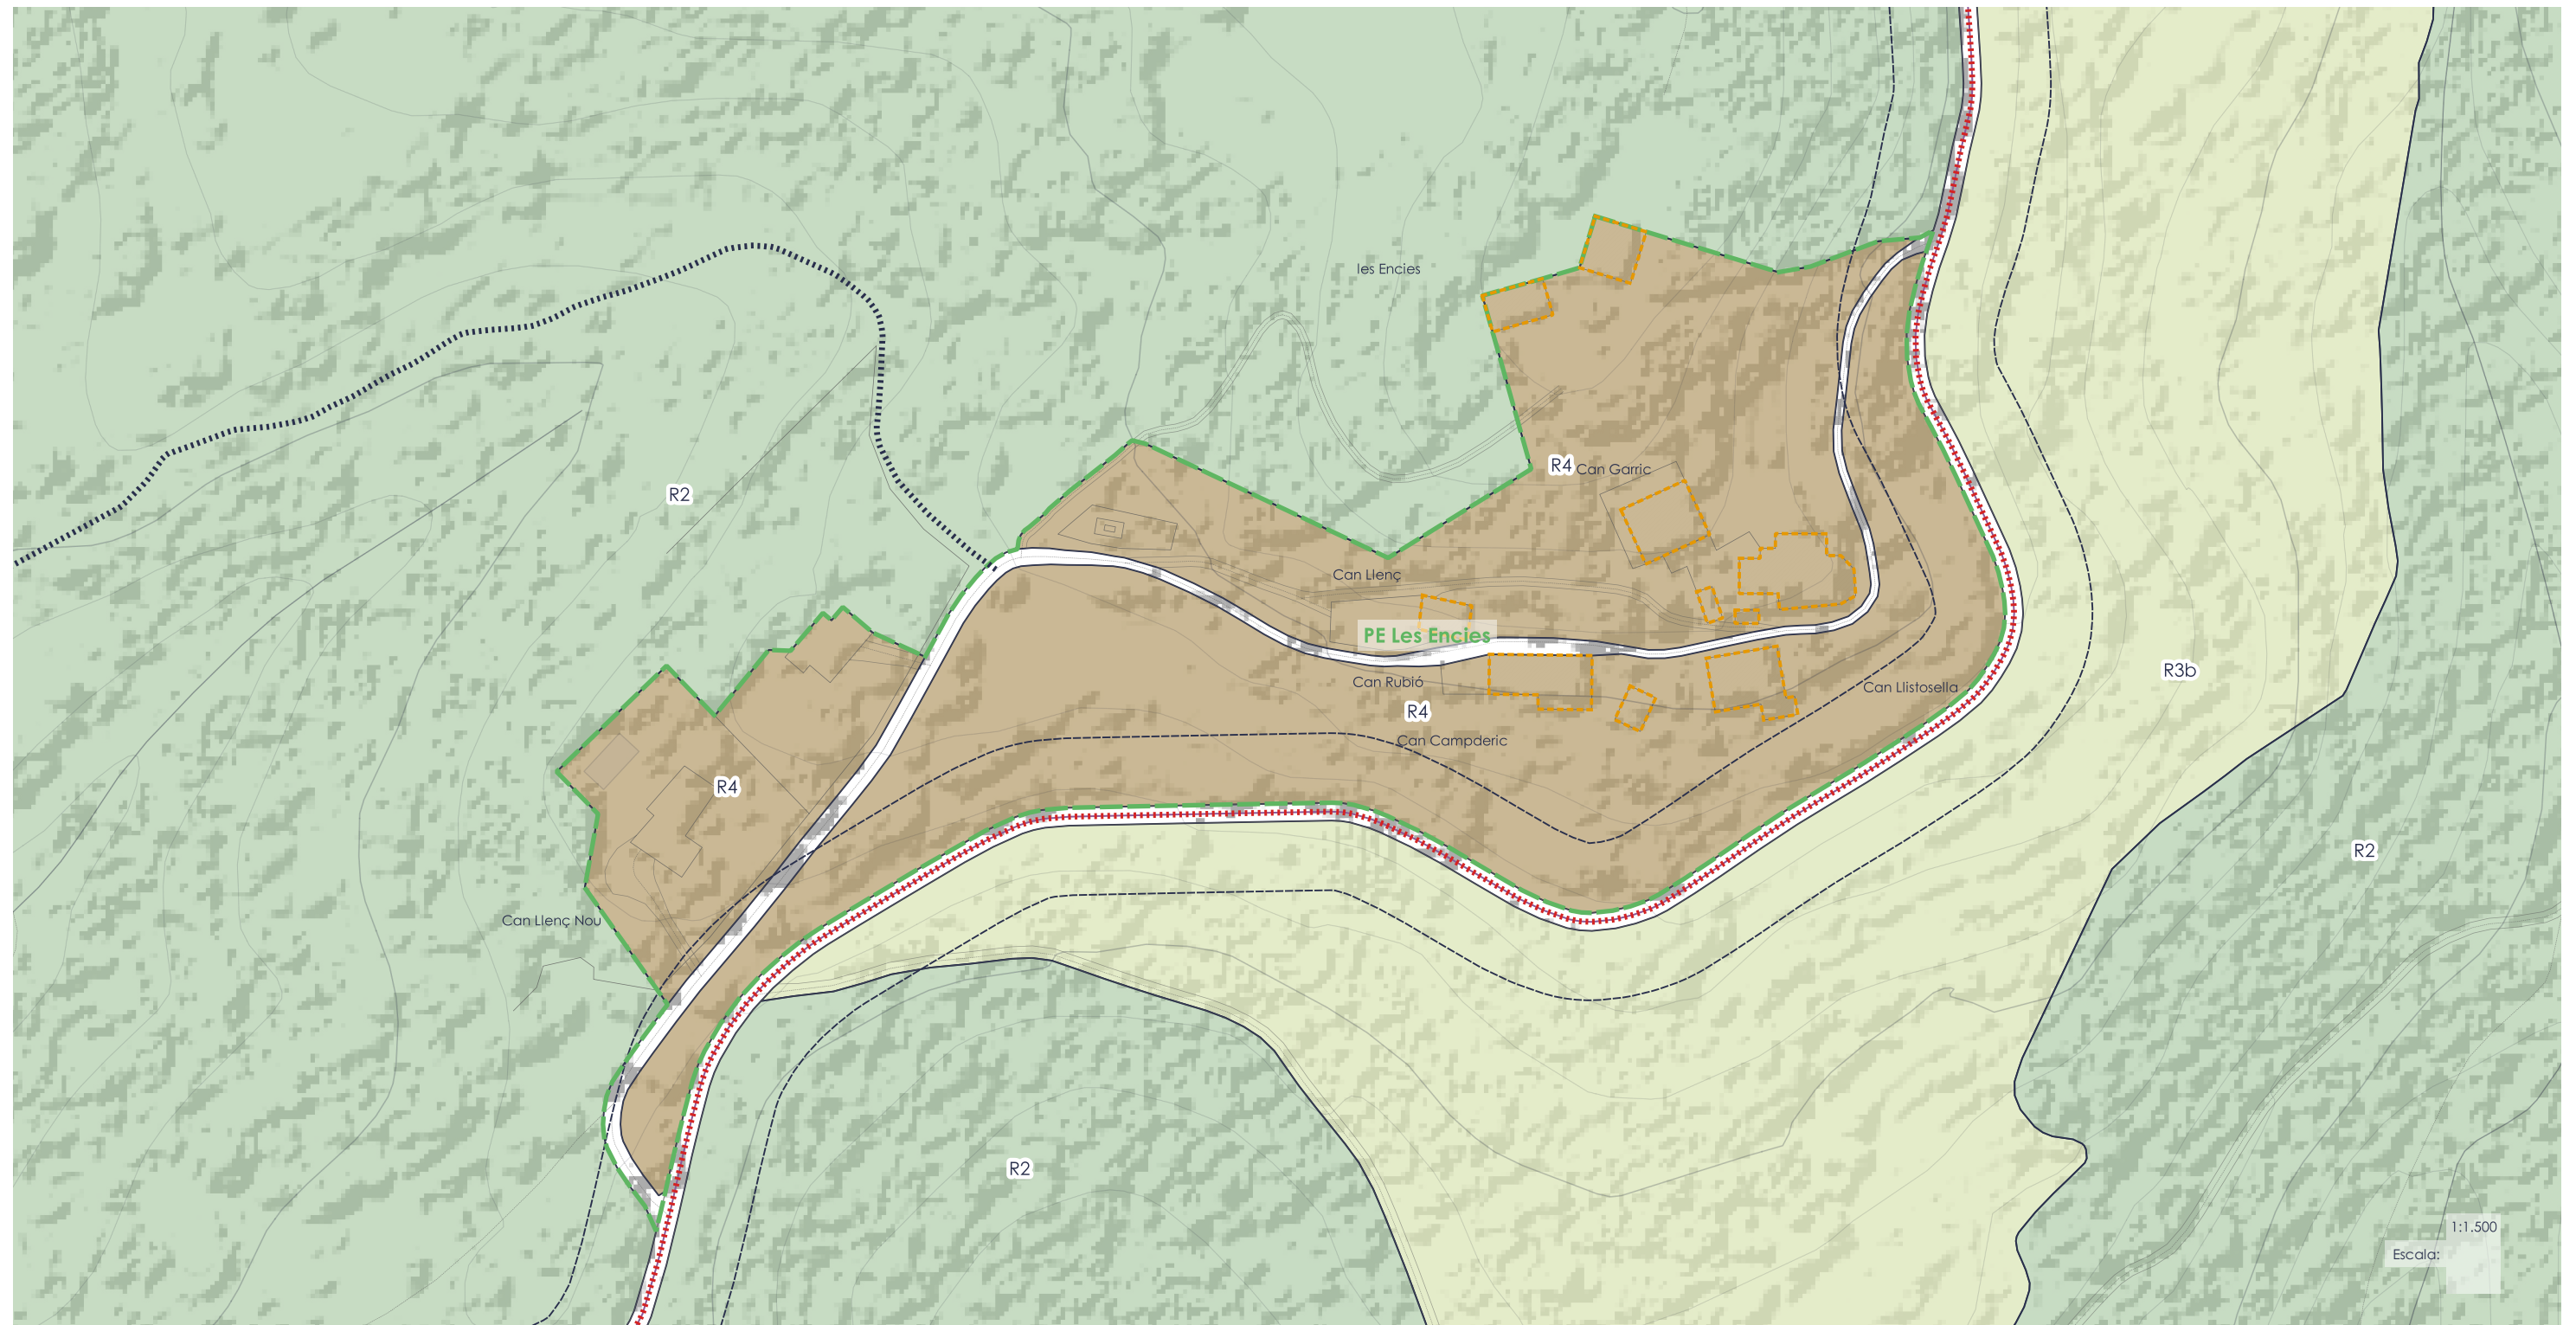 les Encies
R4 Can Garric
R2
Can Llenç
PE Les Encies
R3b
Can Rubió
Can Llistosella
R4
Can Campderic
R4
R2
Can Llenç Nou
R2
1:1.500
Escala: